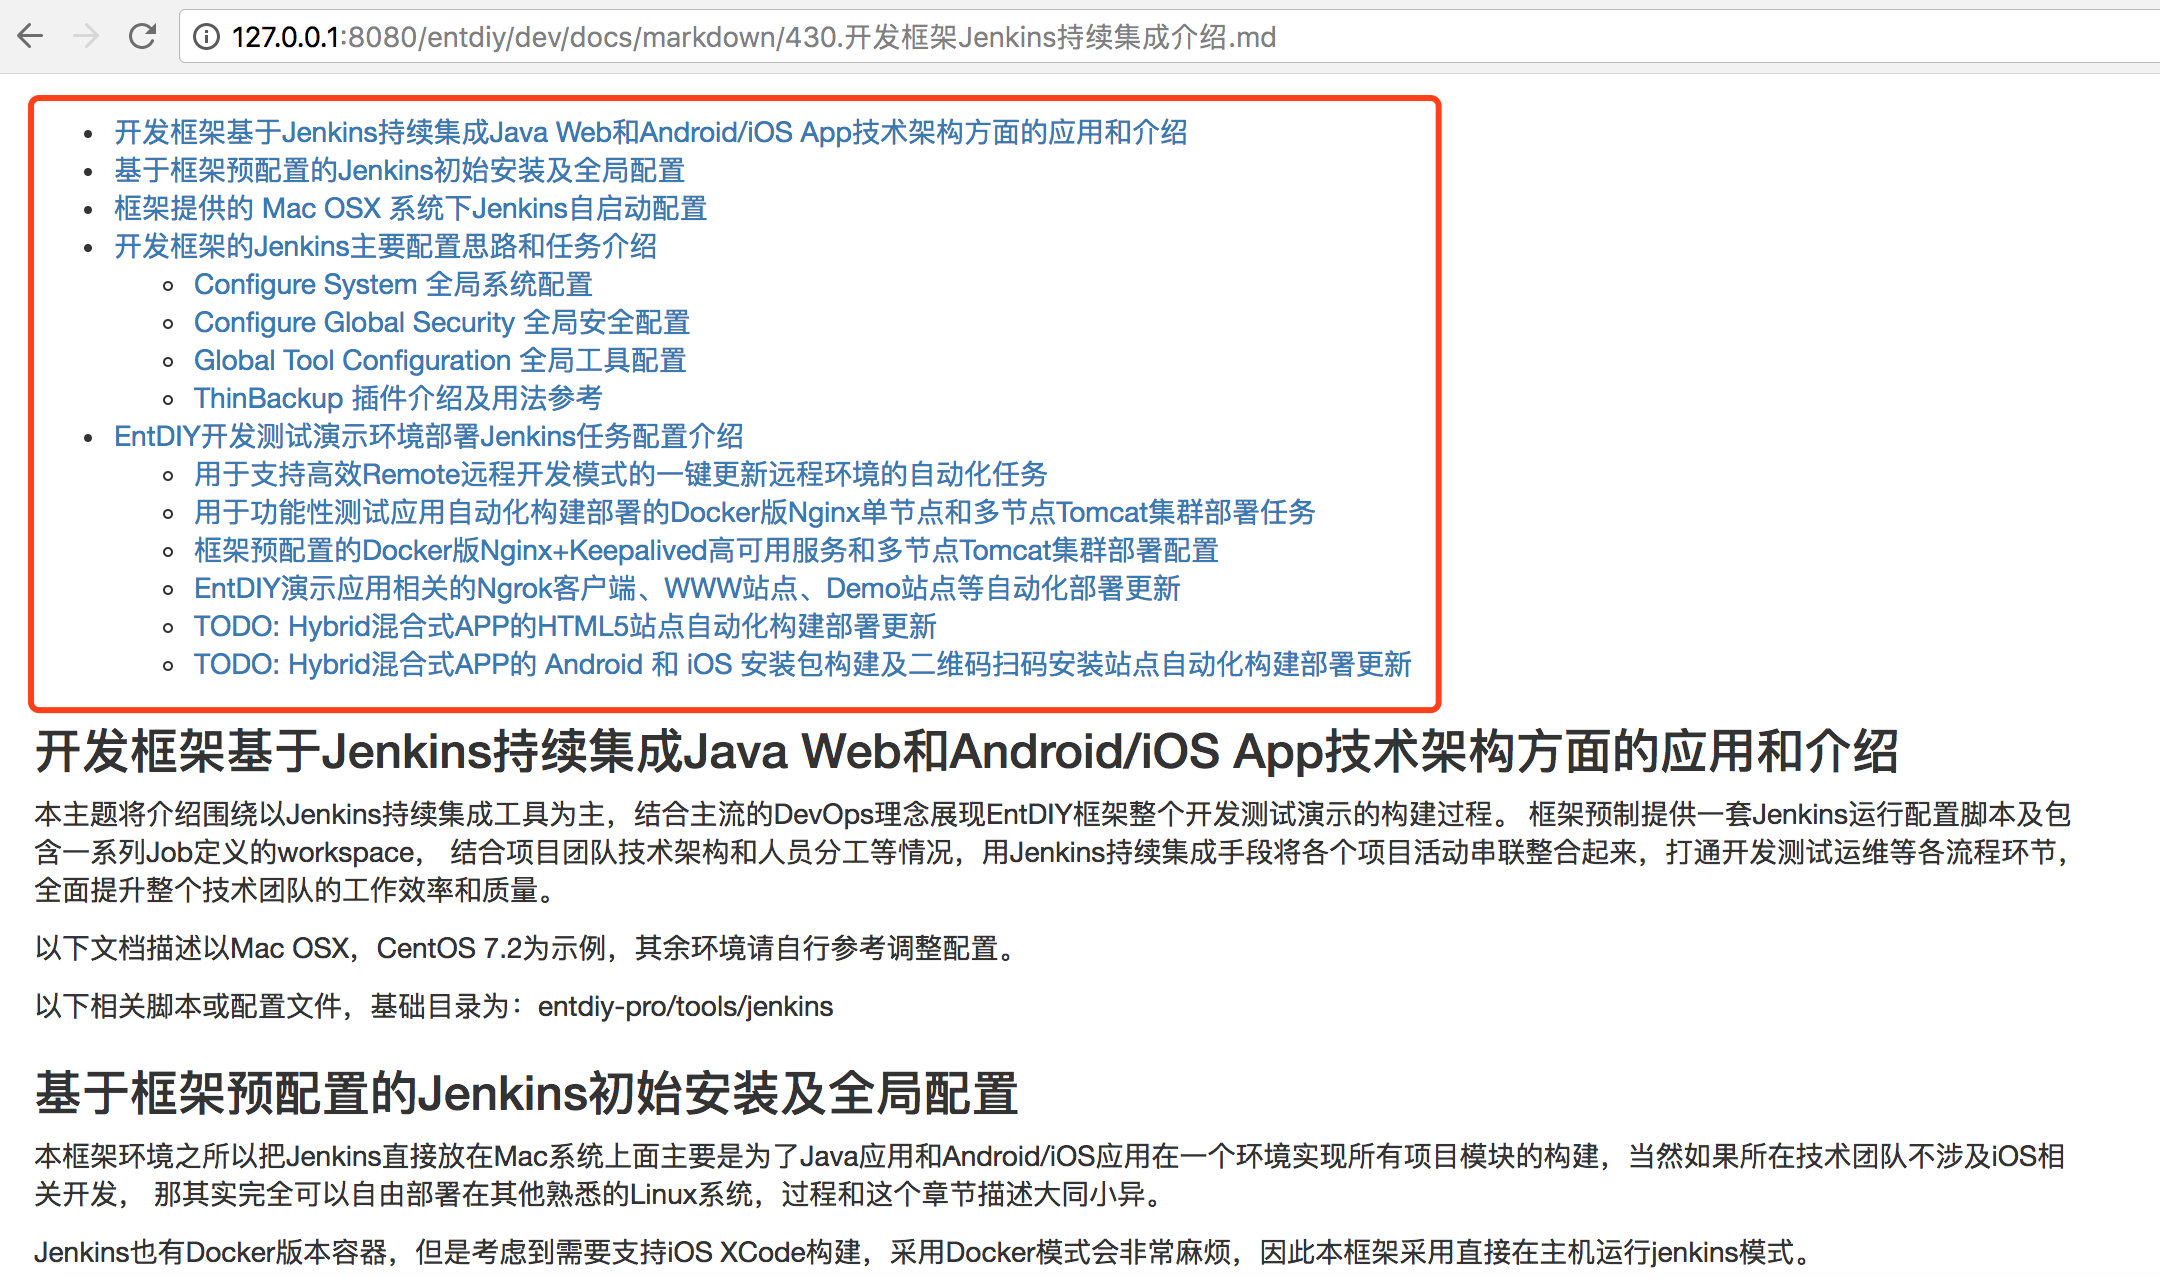 127.0.0.1:8080/entdiy/dev/docs/markdown/430.开发框架Jenkins持续集成介绍.md
开发框架基于Jenkins持续集成Java Web和Android/iOS App技术架构方面的应用和介绍
基于框架预配置的Jenkins初始安装及全局配置
框架提供的 Mac OSX 系统下Jenkins自启动配置
开发框架的Jenkins主要配置思路和任务介绍
Configure System 全局系统配置
Configure Global Security 全局安全配置
Global Tool Configuration 全局工具配置
ThinBackup 插件介绍及用法参考
EntDIY开发测试演示环境部署Jenkins任务配置介绍
用于支持高效Remote远程开发模式的一键更新远程环境的自动化任务
用于功能性测试应用自动化构建部署的Docker版Nginx单节点和多节点Tomcat集群部署任务
框架预配置的Docker版Nginx+Keepalived高可用服务和多节点Tomcat集群部署配置
EntDIY演示应用相关的Ngrok客户端、WWW站点、Demo站点等自动化部署更新
TODO: Hybrid混合式APP的HTML5站点自动化构建部署更新
TODO: Hybrid混合式APP的 Android 和 iOS 安装包构建及二维码扫码安装站点自动化构建部署更新
开发框架基于Jenkins持续集成Java Web和Android/iOS App技术架构方面的应用和介绍
本主题将介绍围绕以Jenkins持续集成工具为主，结合主流的DevOps理念展现EntDIY框架整个开发测试演示的构建过程。 框架预制提供一套Jenkins运行配置脚本及包
含一系列Job定义的workspace， 结合项目团队技术架构和人员分工等情况，用Jenkins持续集成手段将各个项目活动串联整合起来，打通开发测试运维等各流程环节，
全面提升整个技术团队的工作效率和质量。
以下文档描述以Mac OSX，CentOS 7.2为示例，其余环境请自行参考调整配置。
以下相关脚本或配置文件，基础目录为：entdiy-pro/tools/jenkins
基于框架预配置的Jenkins初始安装及全局配置
本框架环境之所以把Jenkins直接放在Mac系统上面主要是为了Java应用和Android/iOS应用在一个环境实现所有项目模块的构建，当然如果所在技术团队不涉及iOS相
关开发， 那其实完全可以自由部署在其他熟悉的Linux系统，过程和这个章节描述大同小异。
Jenkins也有Docker版本容器，但是考虑到需要支持iOS XCode构建，采用Docker模式会非常麻烦，因此本框架采用直接在主机运行jenkins模式。